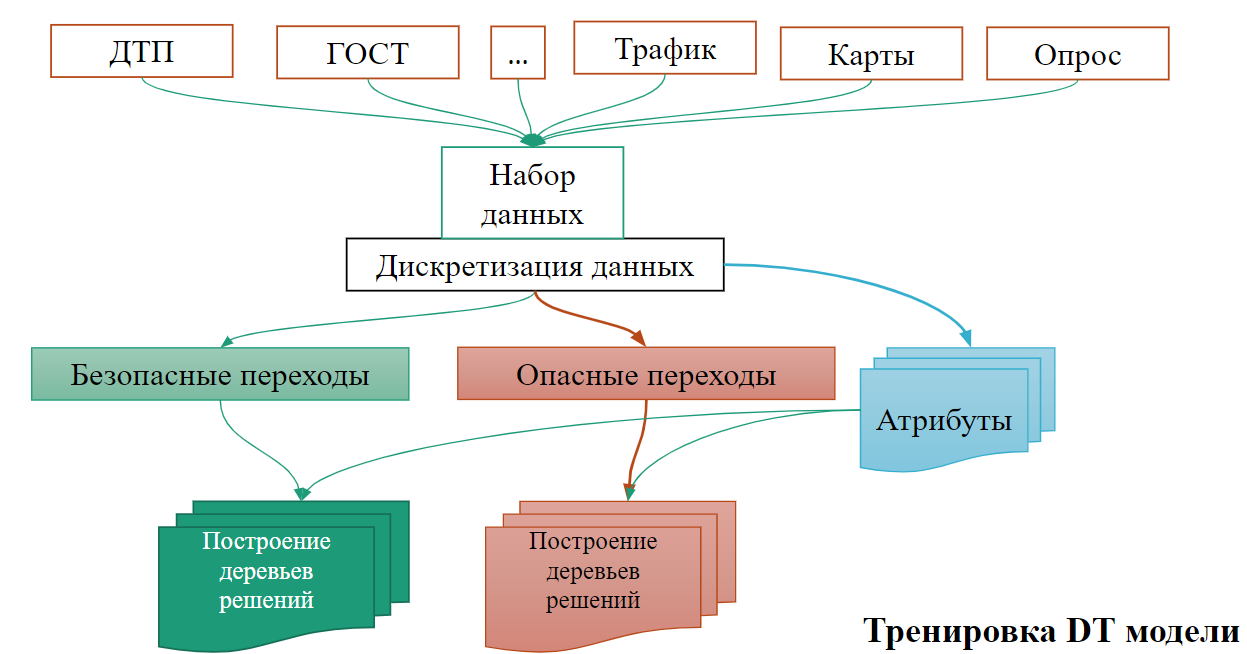 ДТП
ГОСТ
...
Трафик
Карты
Опрос
Набор
данных
Дискретизация данных
Безопасные переходы
Опасные переходы
Атрибуты
Построение
деревьев
решений
Построение
деревьев
решений
Тренировка DT модели